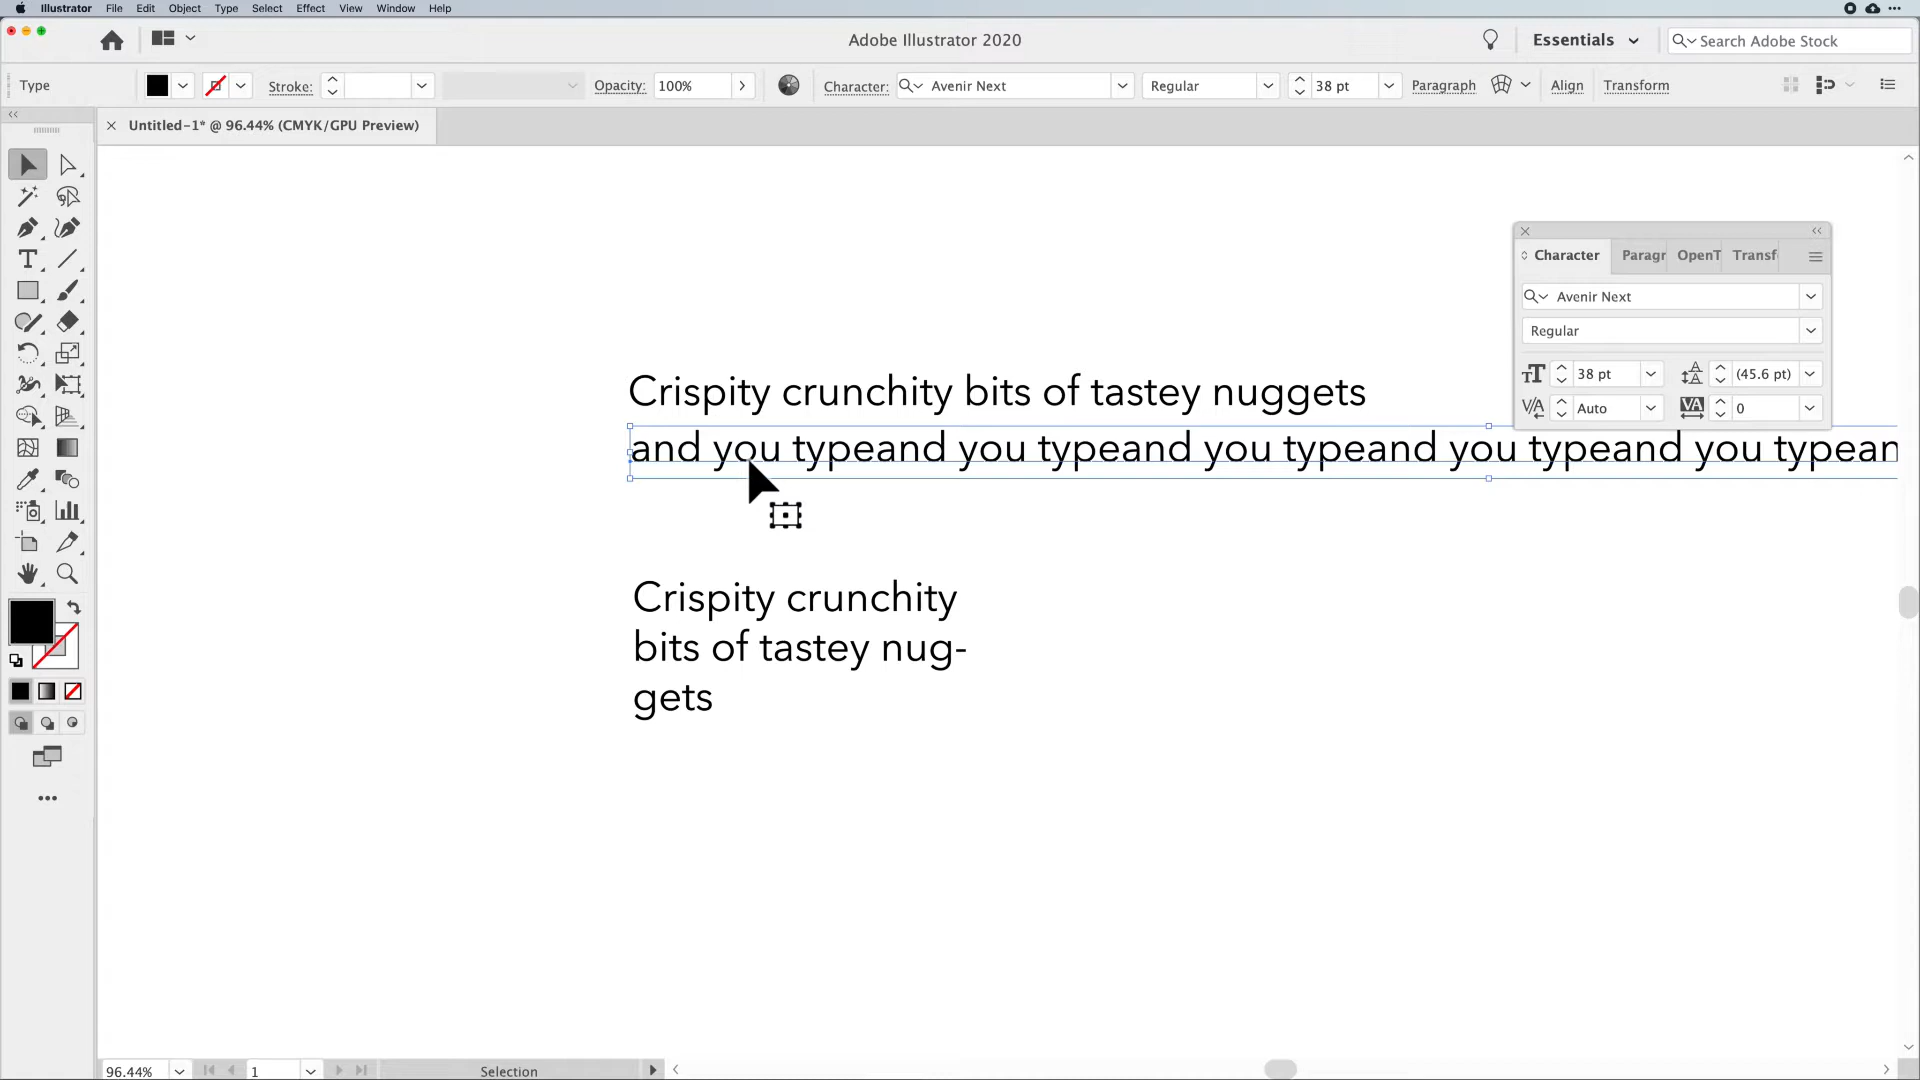 Illustrator File Edit Object Type Select Effect View Window Help
Adobe Illustrator 2020
Essentials
Search Adobe Stock
Type
Stroke:
Opacity: 100%
Character: Avenir Next
Regular
38 pt
Paragraph
Align
Transform
Untitled-1* @ 96.44% (CMYK/GPU Preview)
Character Paragr OpenT Transf
Avenir Next
Regular
38 pt
(45.6 pt)
Auto
0
Crispity crunchity bits of tastey nuggets
and you typeand you typeand you typeand you typeand you typean
Crispity crunchity
bits of tastey nug-
gets
96.44%
1
Selection